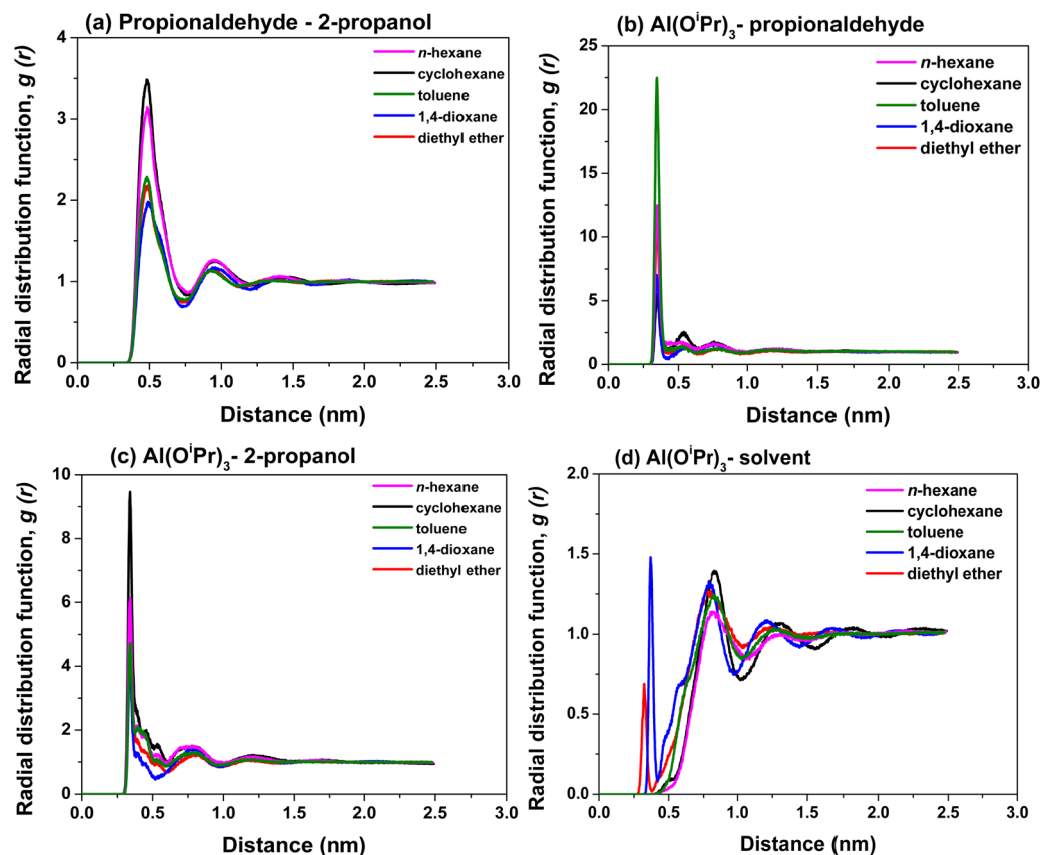 (a) Propionaldehyde - 2-propanol
Radial distribution function, g (r)
4
3
2
1
0
n-hexane
cyclohexane
toluene
1,4-dioxane
diethyl ether
0.0 0.5 1.0 1.5 2.0 2.5 3.0
Distance (nm)
(b) Al(OⁱPr)₃- propionaldehyde
Radial distribution function, g (r)
25
20
15
10
5
0
n-hexane
cyclohexane
toluene
1,4-dioxane
diethyl ether
0.0 0.5 1.0 1.5 2.0 2.5 3.0
Distance (nm)
(c) Al(OⁱPr)₃- 2-propanol
Radial distribution function, g (r)
10
8
6
4
2
0
n-hexane
cyclohexane
toluene
1,4-dioxane
diethyl ether
0.0 0.5 1.0 1.5 2.0 2.5 3.0
Distance (nm)
(d) Al(OⁱPr)₃- solvent
Radial distribution function, g (r)
2.0
1.5
1.0
0.5
0.0
n-hexane
cyclohexane
toluene
1,4-dioxane
diethyl ether
0.0 0.5 1.0 1.5 2.0 2.5 3.0
Distance (nm)